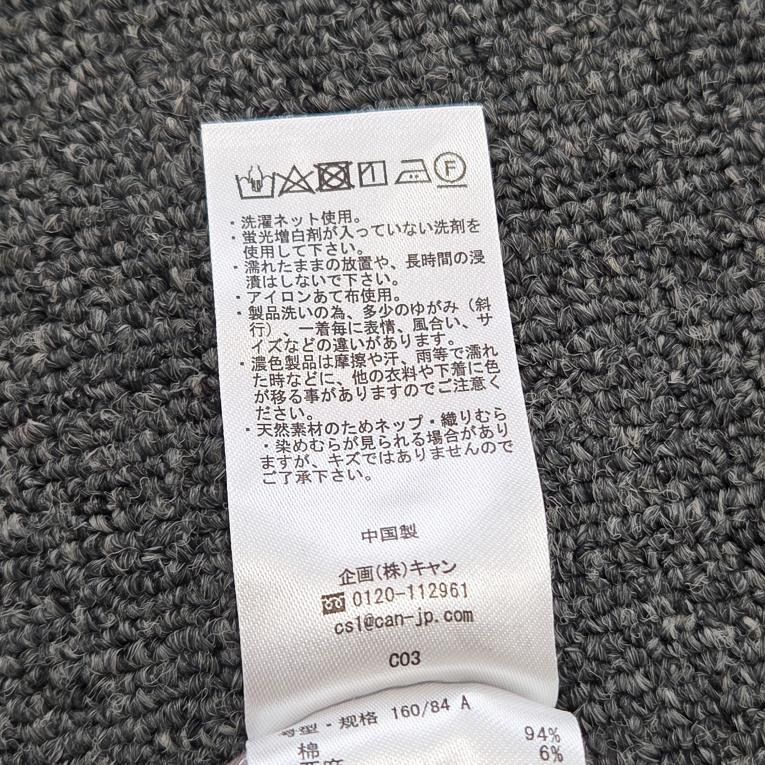 F
・洗濯ネット使用。
・蛍光増白剤が入っていない洗剤を
使用して下さい。
・濡れたままの放置や、長時間の浸
漬はしないで下さい。
・アイロンあて布使用。
・製品洗いの為、多少のゆがみ（斜
行）、一着毎に表情、風合い、サ
イズなどの違いがあります。
・濃色製品は摩擦や汗、雨等で濡れ
た時などに、他の衣料や下着に色
が移る事がありますのでご注意く
ださい。
・天然素材のためネップ・織りむら
・染めむらが見られる場合があり
ますが、キズではありませんので
ご了承下さい。
中国製
企画(株)キャン
0120-112961
cs1@can-jp.com
C03
号型・规格 160/84 A
棉 94%
6%